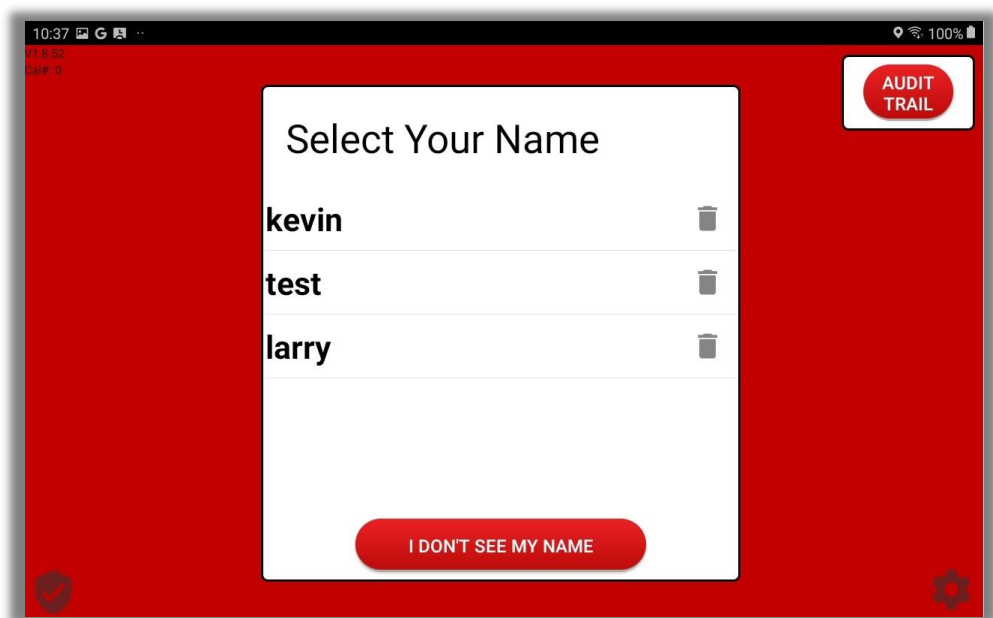 10:37
100%
V1.8.52
Cal#: 0
AUDIT
TRAIL
Select Your Name
kevin
test
larry
I DON'T SEE MY NAME